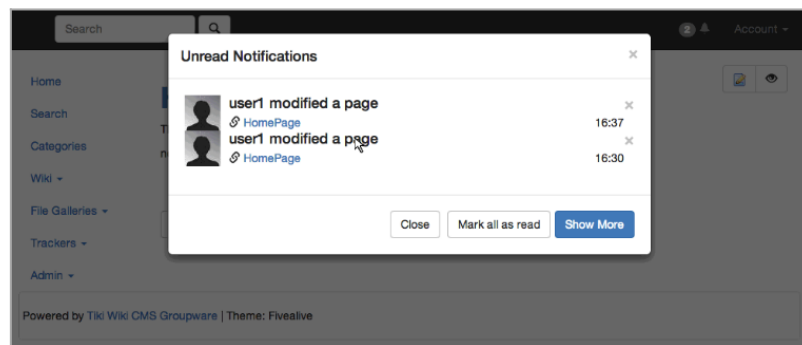 Search
2
Account
Unread Notifications
×
Home
user1 modified a page
×
HomePage
16:37
Search
user1 modified a page
×
HomePage
16:30
Categories
Wiki
File Galleries
Trackers
Admin
Close
Mark all as read
Show More
Powered by Tiki Wiki CMS Groupware | Theme: Fivealive